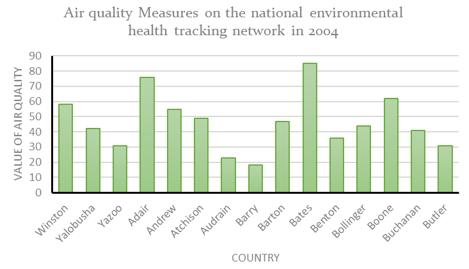 Air quality Measures on the national environmental
health tracking network in 2004
VALUE OF AIR QUALITY
90
80
70
60
50
40
30
20
10
0
Winston
Yalobusha
Yazoo
Adair
Andrew
Atchison
Audrain
Barry
Barton
Bates
Benton
Bollinger
Boone
Buchanan
Butler
COUNTRY